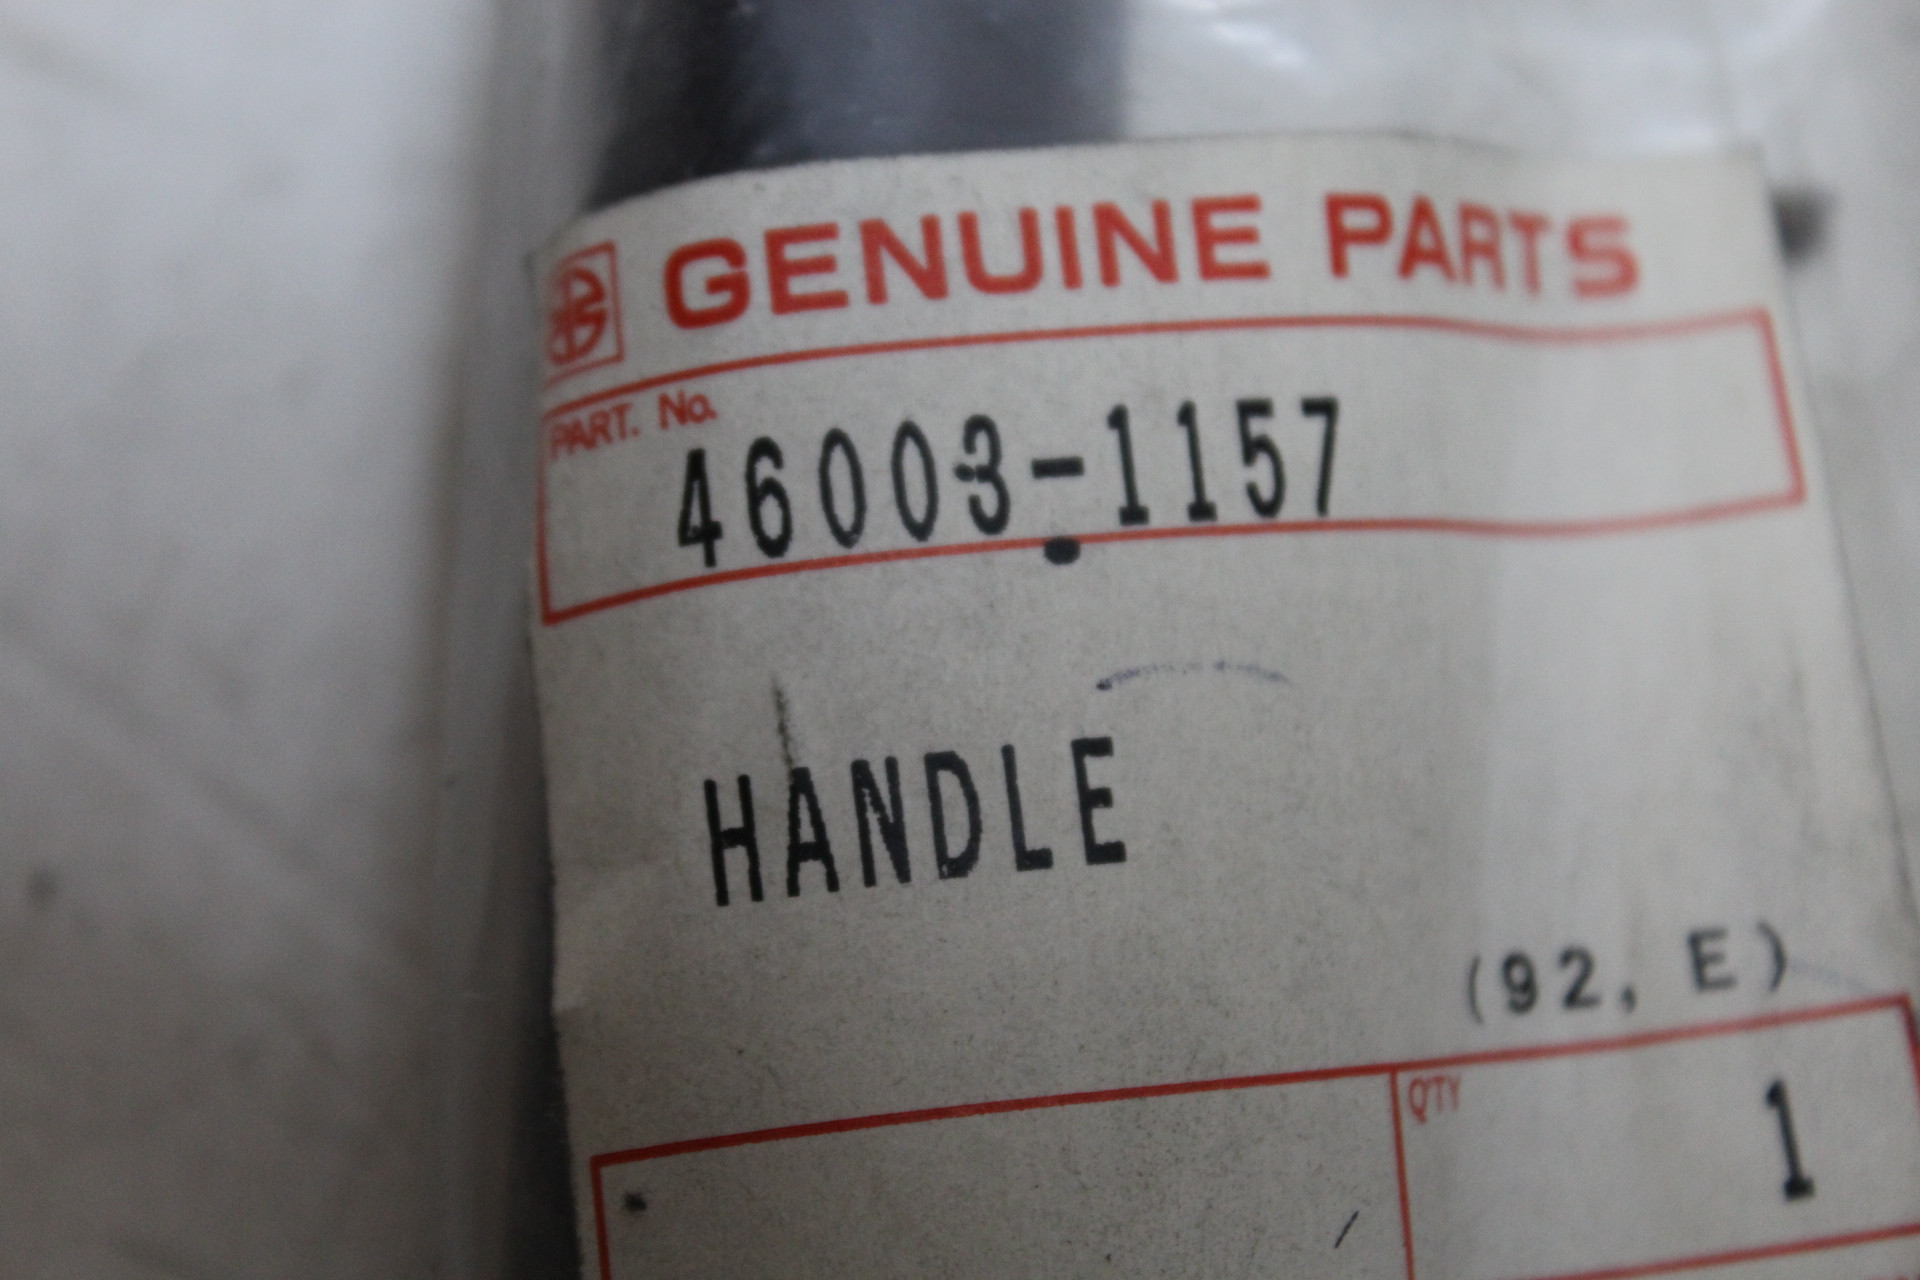 GENUINE PARTS
PART. No.
46003-1157
HANDLE
(92, E)
QTY
1